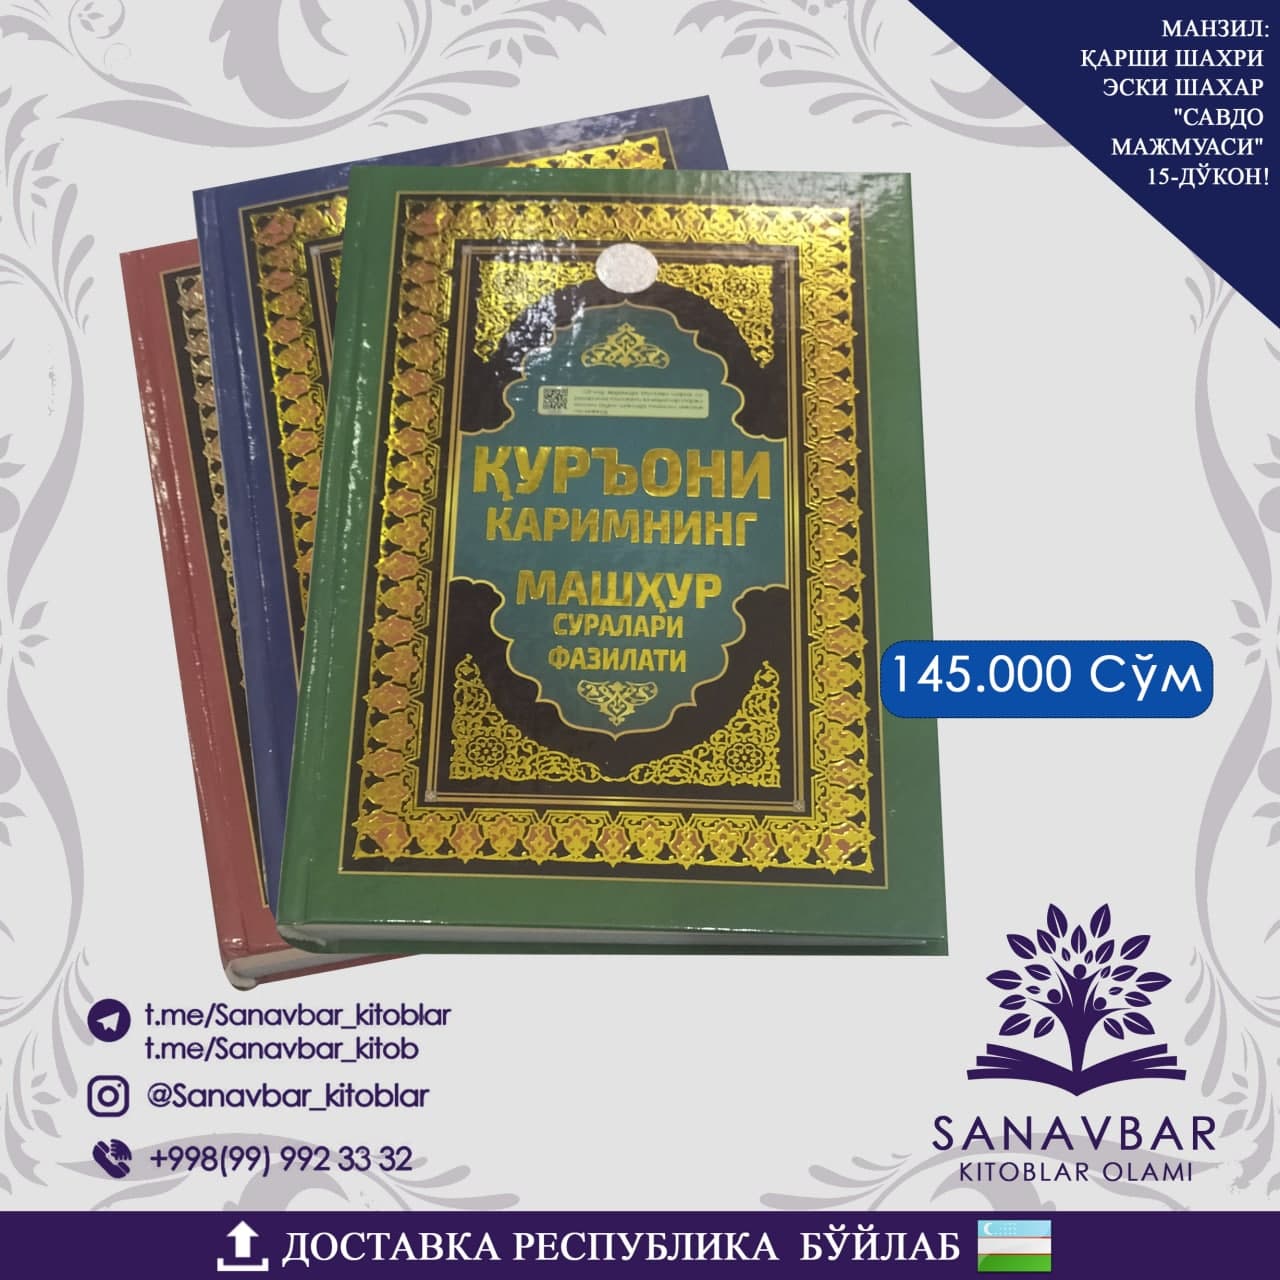 МАНЗИЛ:
ҚАРШИ ШАХРИ
ЭСКИ ШАХАР
"САВДО
МАЖМУАСИ"
15-ДЎКОН!
ҚУРЪОНИ
КАРИМНИНГ
МАШҲУР
СУРАЛАРИ
ФАЗИЛАТИ
145.000 Сўм
t.me/Sanavbar_kitoblar
t.me/Sanavbar_kitob
@Sanavbar_kitoblar
+998(99) 992 33 32
SANAVBAR
KITOBLAR OLAMI
ДОСТАВКА РЕСПУБЛИКА БЎЙЛАБ